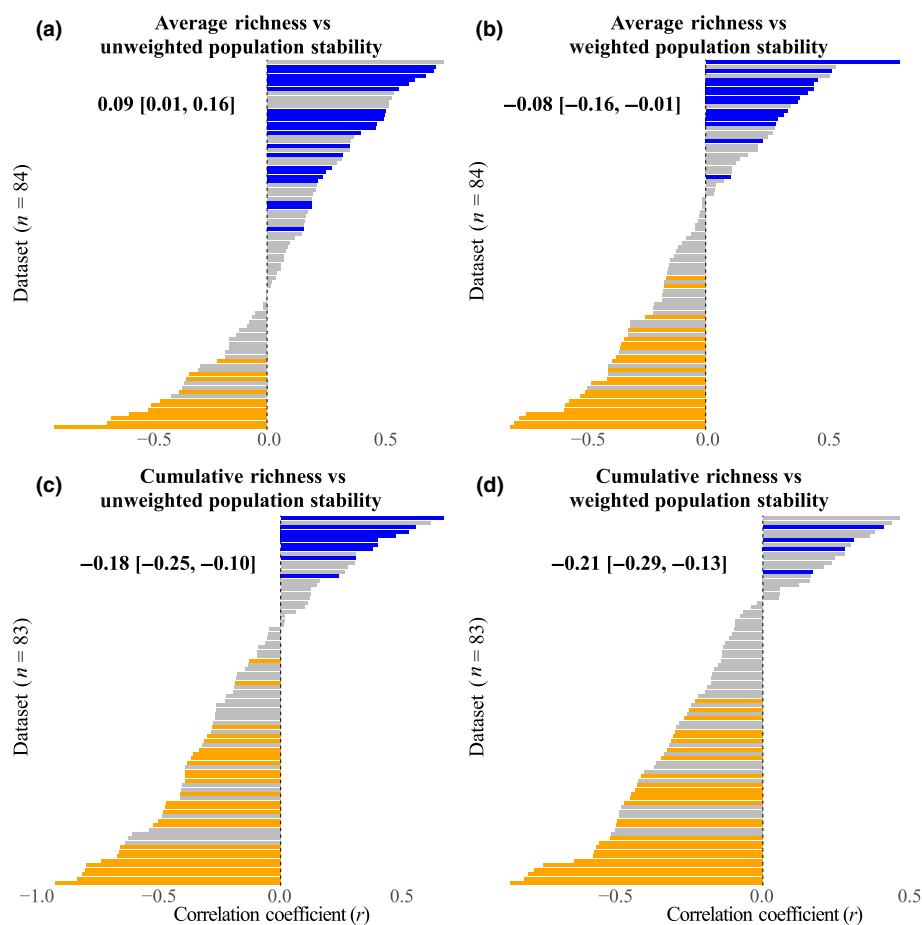 (a)
Average richness vs
unweighted population stability
0.09 [0.01, 0.16]
Dataset (n = 84)
−0.5
0.0
0.5
(b)
Average richness vs
weighted population stability
−0.08 [−0.16, −0.01]
Dataset (n = 84)
−0.5
0.0
0.5
(c)
Cumulative richness vs
unweighted population stability
−0.18 [−0.25, −0.10]
Dataset (n = 83)
−1.0
−0.5
0.0
0.5
Correlation coefficient (r)
(d)
Cumulative richness vs
weighted population stability
−0.21 [−0.29, −0.13]
Dataset (n = 83)
−0.5
0.0
0.5
Correlation coefficient (r)